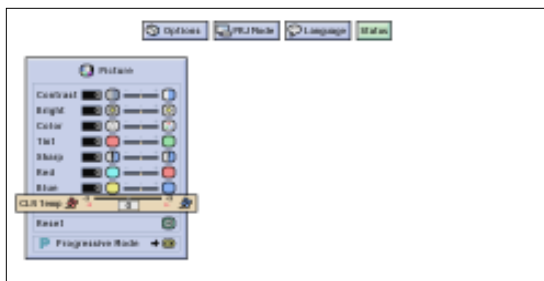 Options PRJ Mode Language Status
Picture
Contrast
Bright
Color
Tint
Sharp
Red
Blue
CLR Temp 0
Reset
P Progressive Mode